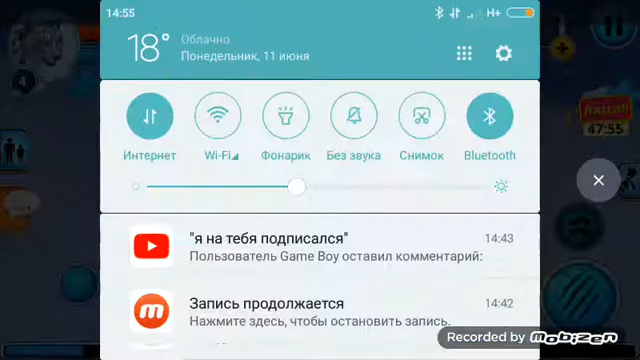 14:55
H+
18°
Облачно
Понедельник, 11 июня
4
АКЦИЯ
47:55
Интернет
Wi-Fi
Фонарик
Без звука
Снимок
Bluetooth
"я на тебя подписался"
14:43
Пользователь Game Boy оставил комментарий:
Запись продолжается
14:42
Нажмите здесь, чтобы остановить запись.
Recorded by mobizen